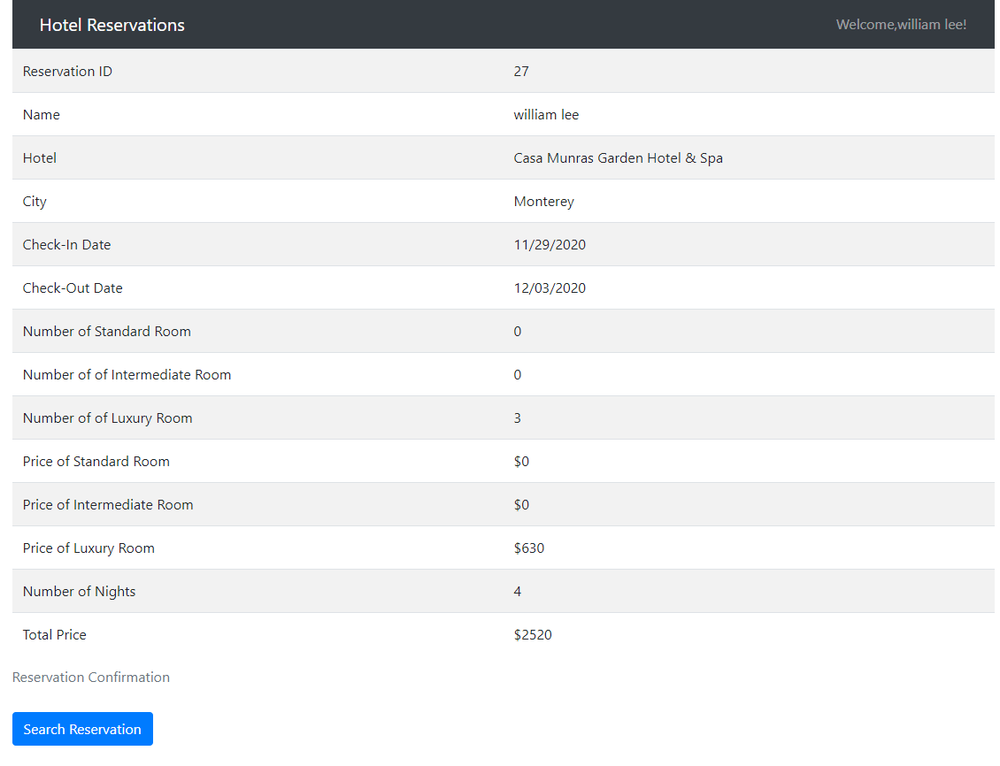 Hotel Reservations Welcome,william lee!
Reservation ID 27
Name william lee
Hotel Casa Munras Garden Hotel & Spa
City Monterey
Check-In Date 11/29/2020
Check-Out Date 12/03/2020
Number of Standard Room 0
Number of of Intermediate Room 0
Number of of Luxury Room 3
Price of Standard Room $0
Price of Intermediate Room $0
Price of Luxury Room $630
Number of Nights 4
Total Price $2520
Reservation Confirmation
Search Reservation